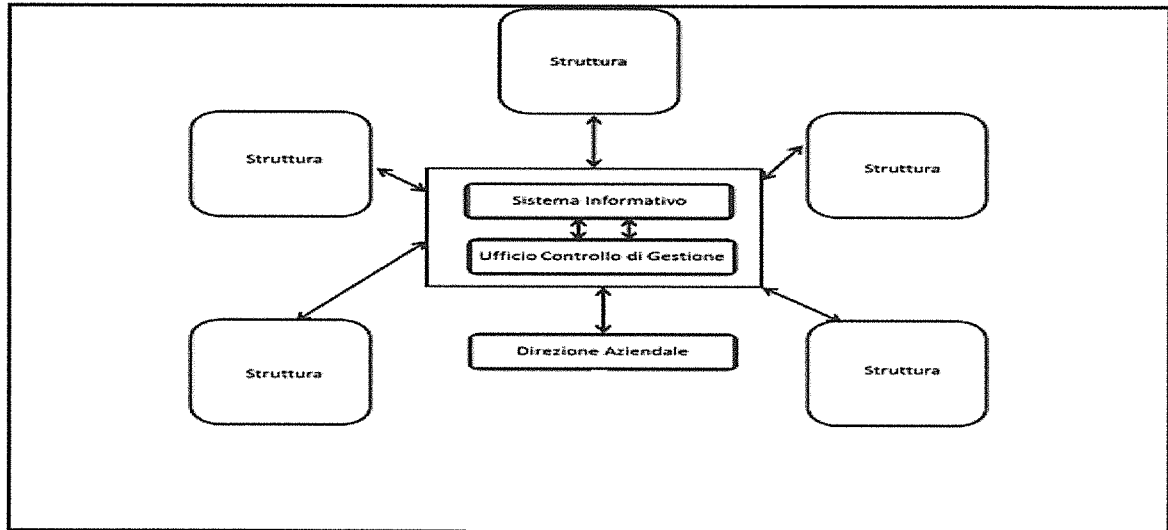 Struttura
Struttura
Struttura
Sistema Informativo
Ufficio Controllo di Gestione
Direzione Aziendale
Struttura
Struttura